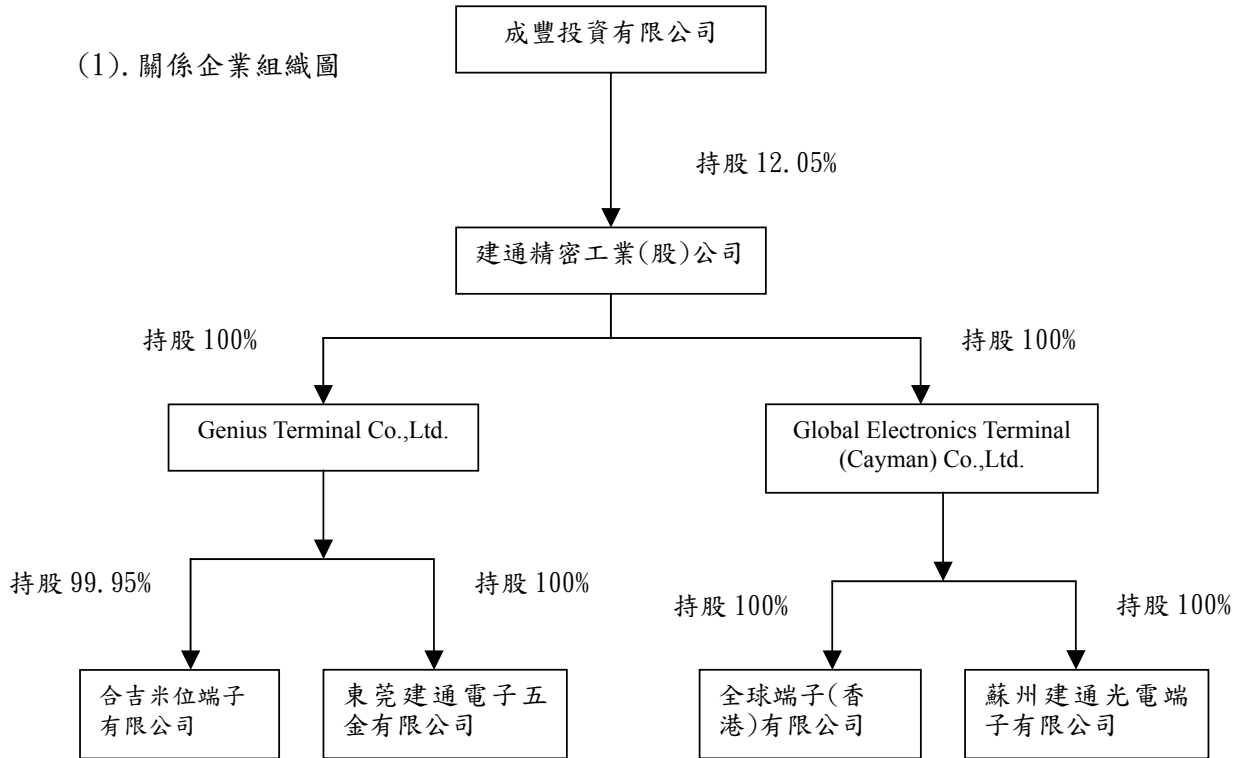 成豐投資有限公司
(1). 關係企業組織圖
持股 12.05%
建通精密工業(股)公司
持股 100%
持股 100%
Genius Terminal Co.,Ltd.
Global Electronics Terminal
(Cayman) Co.,Ltd.
持股 99.95%
持股 100%
持股 100%
持股 100%
合吉米位端子
有限公司
東莞建通電子五
金有限公司
全球端子(香
港)有限公司
蘇州建通光電端
子有限公司